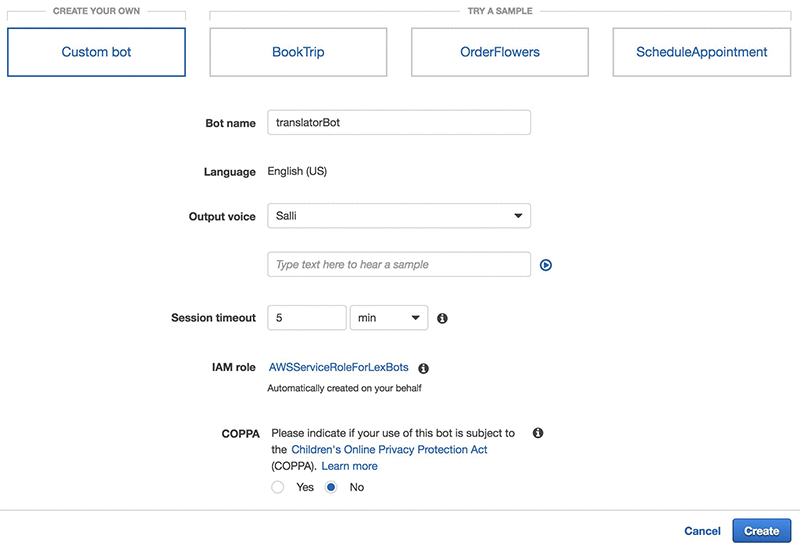 CREATE YOUR OWN
TRY A SAMPLE
Custom bot
BookTrip
OrderFlowers
ScheduleAppointment
Bot name
translatorBot
Language
English (US)
Output voice
Salli
Type text here to hear a sample
Session timeout
5
min
IAM role
AWSServiceRoleForLexBots
Automatically created on your behalf
COPPA
Please indicate if your use of this bot is subject to
the Children's Online Privacy Protection Act
(COPPA). Learn more
Yes
No
Cancel
Create